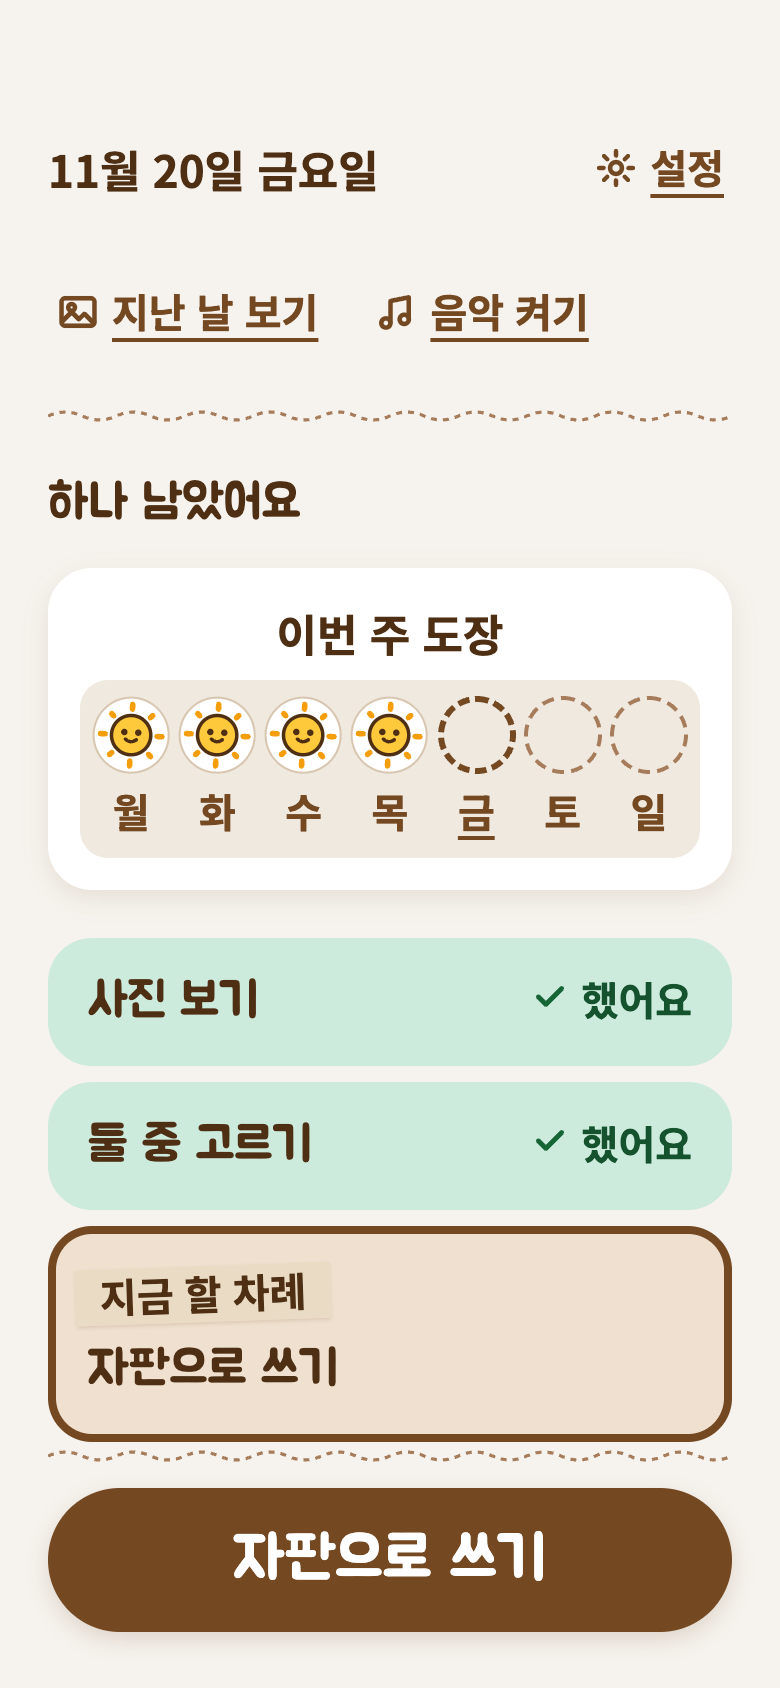 11월 20일 금요일
설정
지난 날 보기
음악 켜기
하나 남았어요
이번 주 도장
월 화 수 목 금 토 일
사진 보기
했어요
둘 중 고르기
했어요
지금 할 차례
자판으로 쓰기
자판으로 쓰기